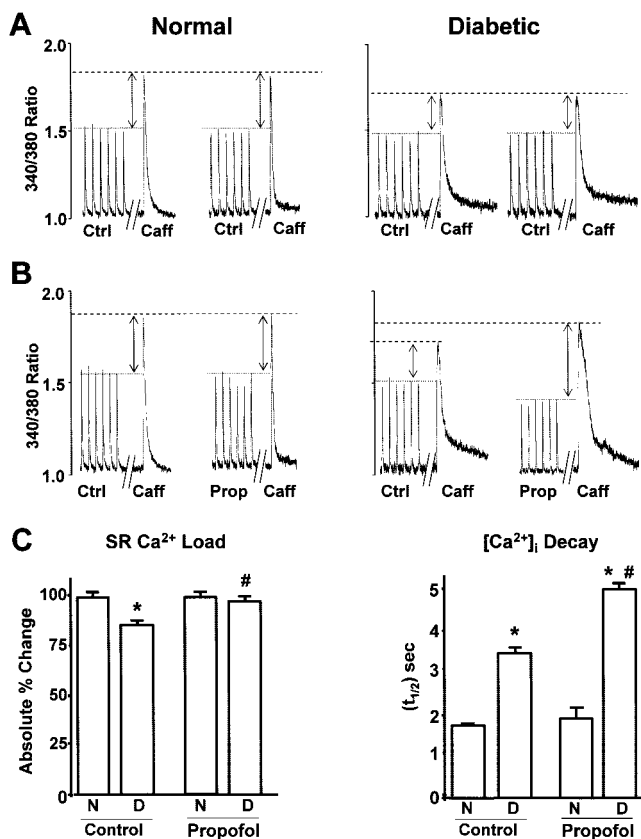 A
Normal
Diabetic
340/380 Ratio
2.0
1.5
1.0
Ctrl Caff Ctrl Caff
Ctrl Caff Ctrl Caff
B
340/380 Ratio
2.0
1.5
1.0
Ctrl Caff Prop Caff
Ctrl Caff Prop Caff
C
SR Ca²⁺ Load
Absolute % Change
100
75
50
25
0
*
#
N D N D
Control Propofol
[Ca²⁺]ᵢ Decay
(t₁/₂) sec
5
4
3
2
1
0
*
* #
N D N D
Control Propofol